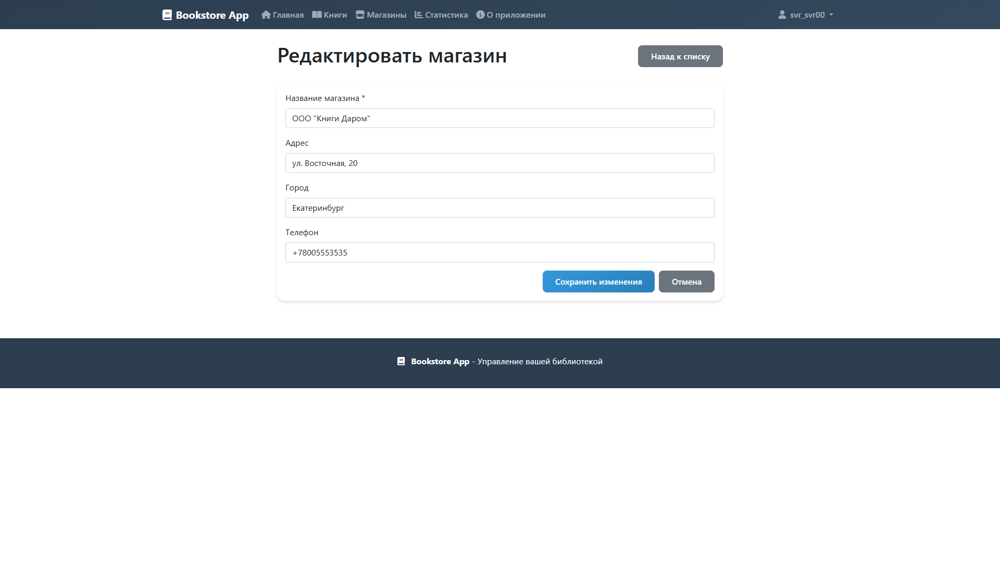 Bookstore App Главная Книги Магазины Статистика О приложении svr_svr00
Редактировать магазин Назад к списку
Название магазина *
ООО "Книги Даром"
Адрес
ул. Восточная, 20
Город
Екатеринбург
Телефон
+78005553535
Сохранить изменения Отмена
Bookstore App - Управление вашей библиотекой